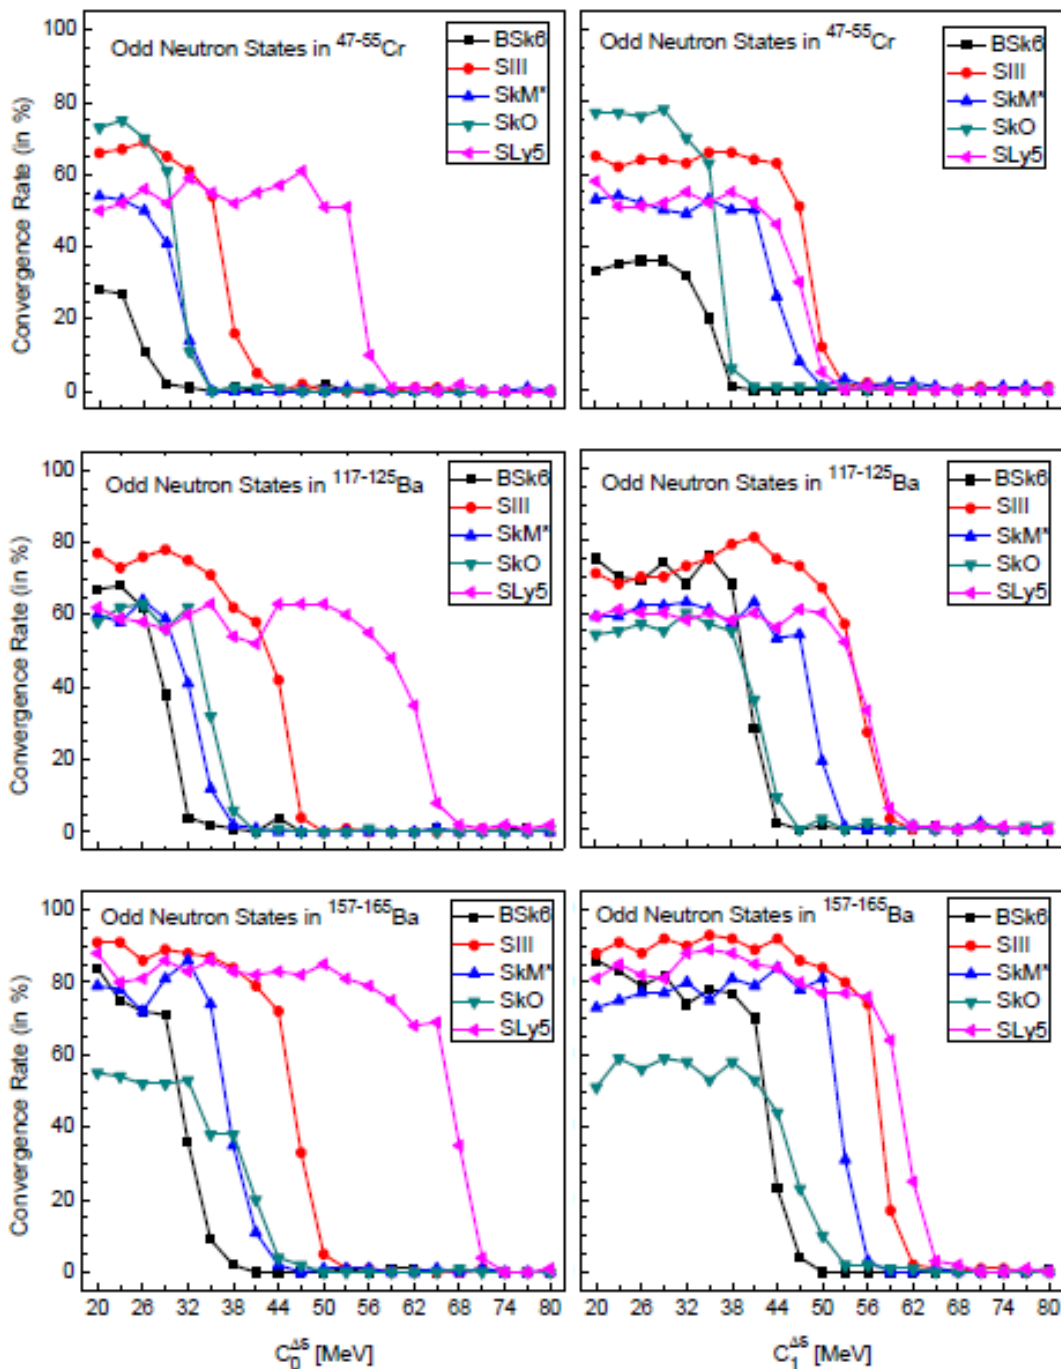 Odd Neutron States in 47-55Cr
BSk6
SIII
SkM*
SkO
SLy5
Convergence Rate (in %)
100
80
60
40
20
0
Odd Neutron States in 47-55Cr
BSk6
SIII
SkM*
SkO
SLy5
Odd Neutron States in 117-125Ba
BSk6
SIII
SkM*
SkO
SLy5
Convergence Rate (in %)
100
80
60
40
20
0
Odd Neutron States in 117-125Ba
BSk6
SIII
SkM*
SkO
SLy5
Odd Neutron States in 157-165Ba
BSk6
SIII
SkM*
SkO
SLy5
Convergence Rate (in %)
100
80
60
40
20
0
20 26 32 38 44 50 56 62 68 74 80
C0ΔS [MeV]
Odd Neutron States in 157-165Ba
BSk6
SIII
SkM*
SkO
SLy5
20 26 32 38 44 50 56 62 68 74 80
C1ΔS [MeV]